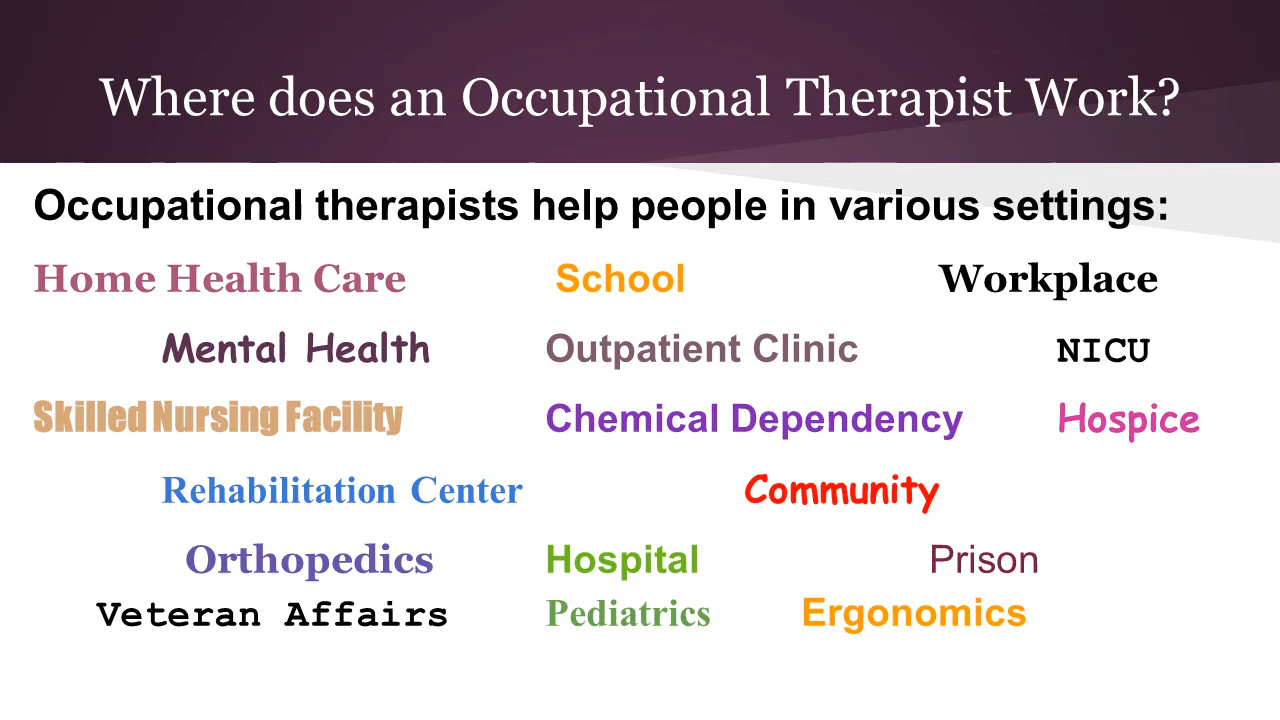 Where does an Occupational Therapist Work?
Occupational therapists help people in various settings:
Home Health Care School Workplace
Mental Health Outpatient Clinic NICU
Skilled Nursing Facility Chemical Dependency Hospice
Rehabilitation Center Community
Orthopedics Hospital Prison
Veteran Affairs Pediatrics Ergonomics